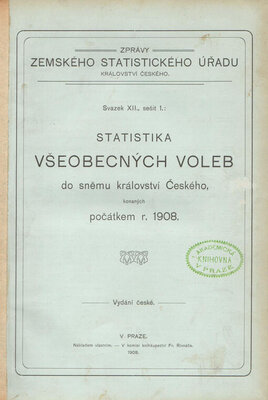 ZPRÁVY
ZEMSKÉHO STATISTICKÉHO ÚŘADU
KRÁLOVSTVÍ ČESKÉHO.
Svazek XII., sešit 1.:
STATISTIKA
VŠEOBECNÝCH VOLEB
do sněmu království Českého,
konaných
počátkem r. 1908.
AKADEMICKÁ
KNIHOVNA
V PRAZE
Vydání české.
V PRAZE.
Nákladem vlastním. — V komisi knihkupectví Fr. Řivnáče.
1909.